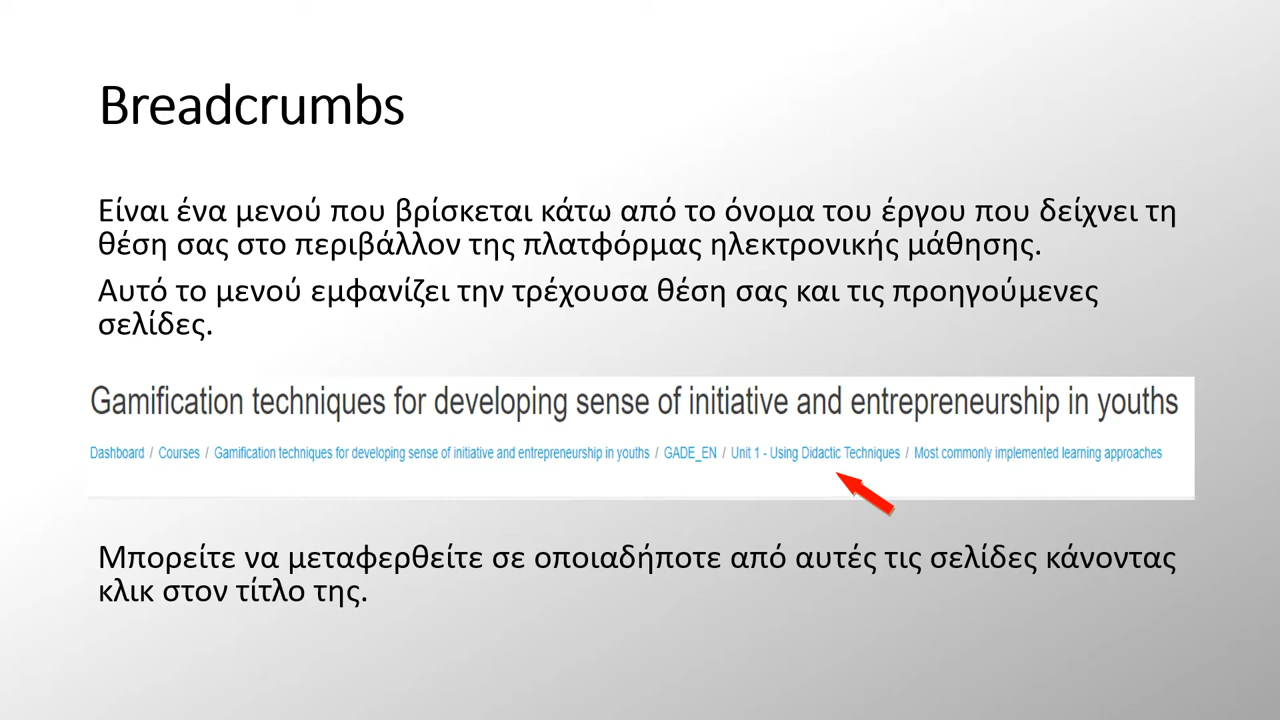 Breadcrumbs
Είναι ένα μενού που βρίσκεται κάτω από το όνομα του έργου που δείχνει τη
θέση σας στο περιβάλλον της πλατφόρμας ηλεκτρονικής μάθησης.
Αυτό το μενού εμφανίζει την τρέχουσα θέση σας και τις προηγούμενες
σελίδες.
Gamification techniques for developing sense of initiative and entrepreneurship in youths
Dashboard / Courses / Gamification techniques for developing sense of initiative and entrepreneurship in youths / GADE_EN / Unit 1 - Using Didactic Techniques / Most commonly implemented learning approaches
Μπορείτε να μεταφερθείτε σε οποιαδήποτε από αυτές τις σελίδες κάνοντας
κλικ στον τίτλο της.